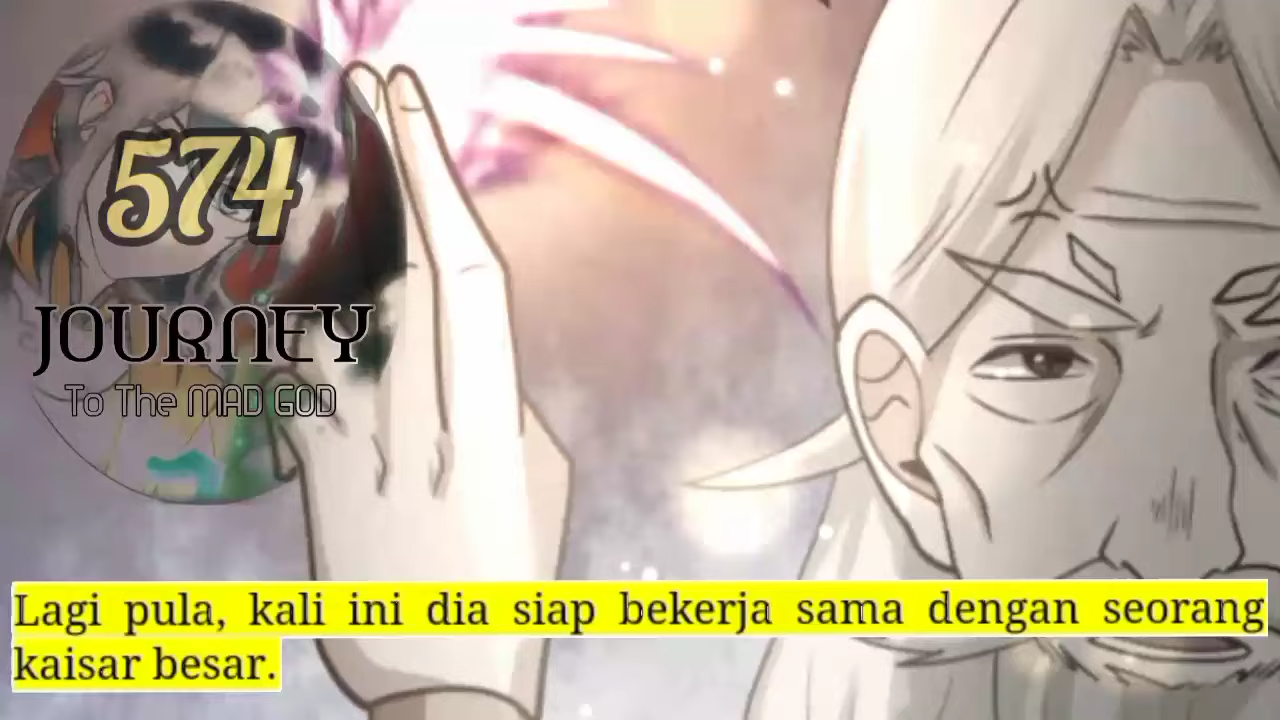 574
JOURNEY
To The MAD GOD
Lagi pula, kali ini dia siap bekerja sama dengan seorang
kaisar besar.